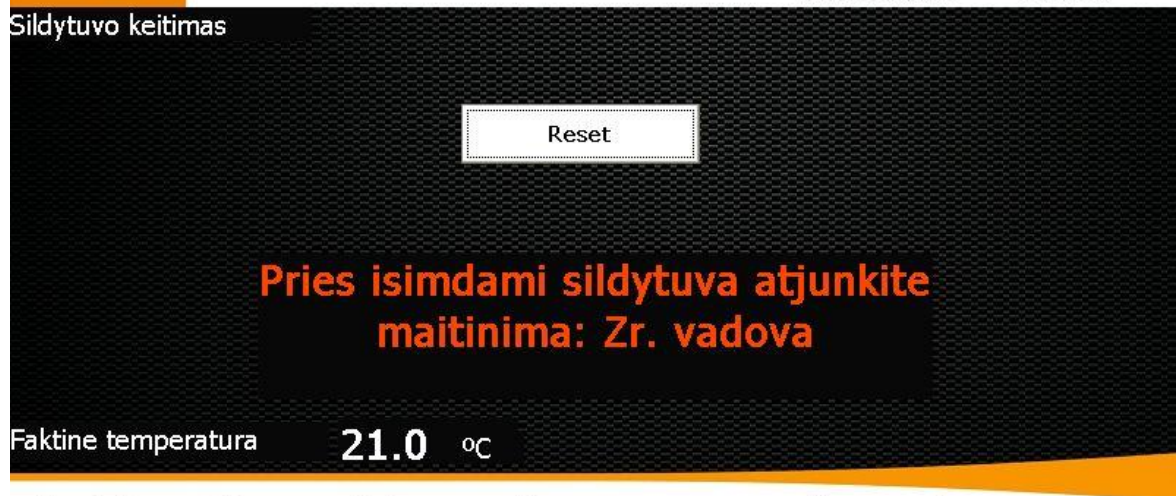 Sildytuvo keitimas
Reset
Pries isimdami sildytuva atjunkite
maitinima: Zr. vadova
Faktine temperatura 21.0 ºC